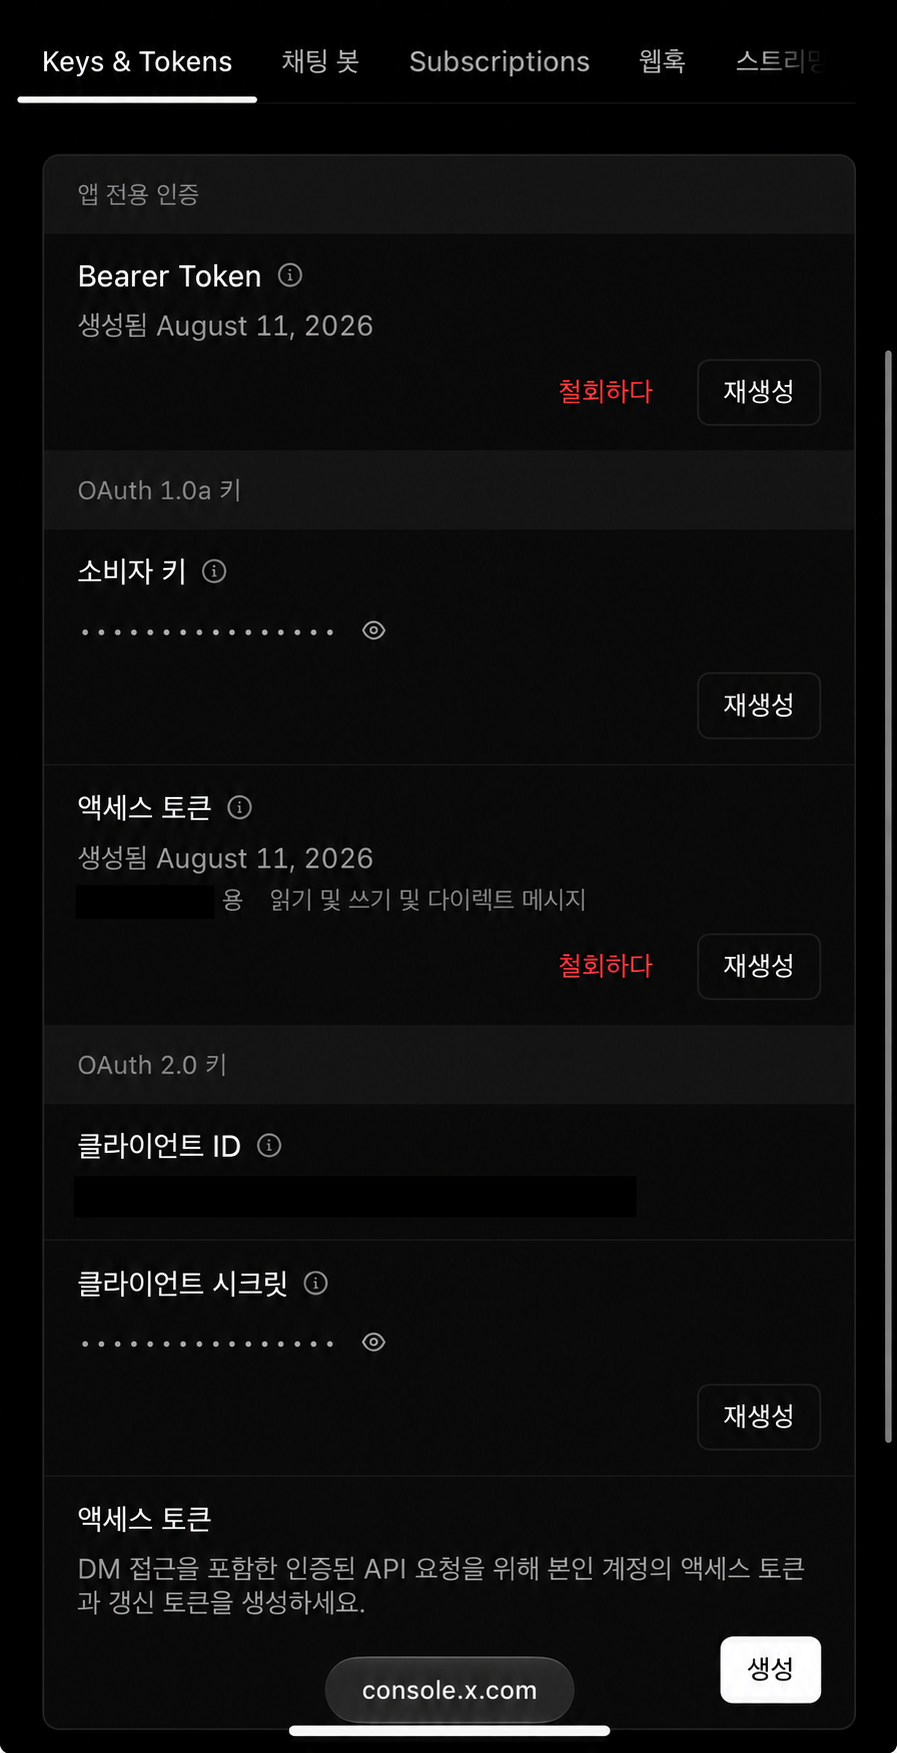 Keys & Tokens 채팅 봇 Subscriptions 웹훅 스트리밍
앱 전용 인증
Bearer Token
생성됨 August 11, 2026
철회하다 재생성
OAuth 1.0a 키
소비자 키
••••••••••••••••
재생성
액세스 토큰
생성됨 August 11, 2026
용 읽기 및 쓰기 및 다이렉트 메시지
철회하다 재생성
OAuth 2.0 키
클라이언트 ID
클라이언트 시크릿
••••••••••••••••
재생성
액세스 토큰
DM 접근을 포함한 인증된 API 요청을 위해 본인 계정의 액세스 토큰
과 갱신 토큰을 생성하세요.
생성
console.x.com